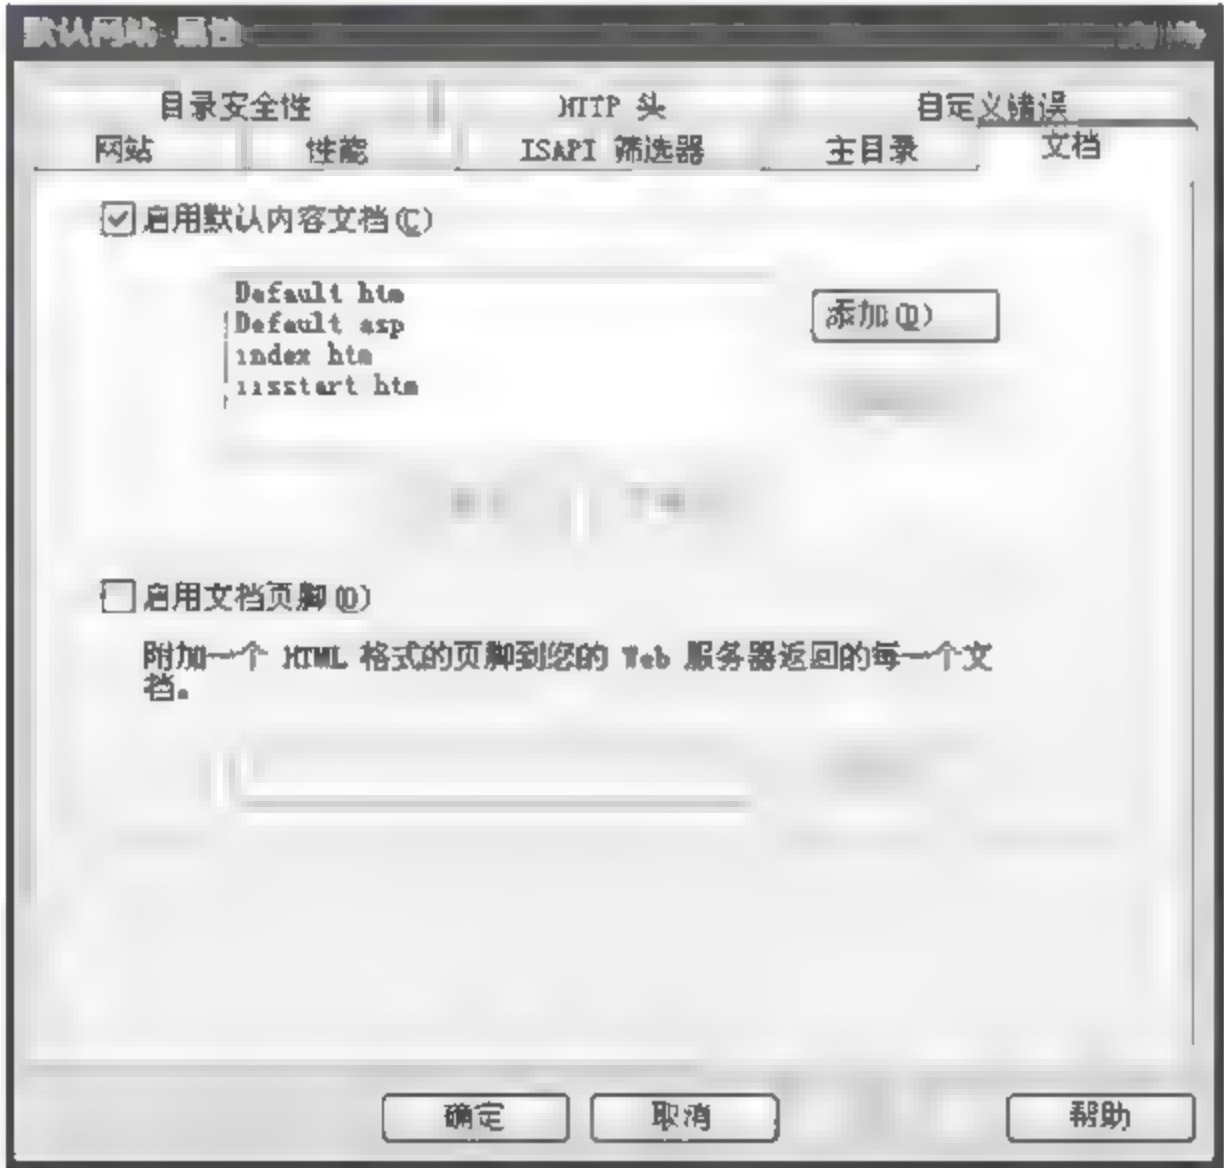 默认网站 属性
目录安全性 HTTP 头 自定义错误
网站 性能 ISAPI 筛选器 主目录 文档
启用默认内容文档(C)
Default htm
Default asp
index htm
iisstart htm
添加(D)
启用文档页脚(O)
附加一个 HTML 格式的页脚到您的 Web 服务器返回的每一个文
档。
确定 取消 帮助